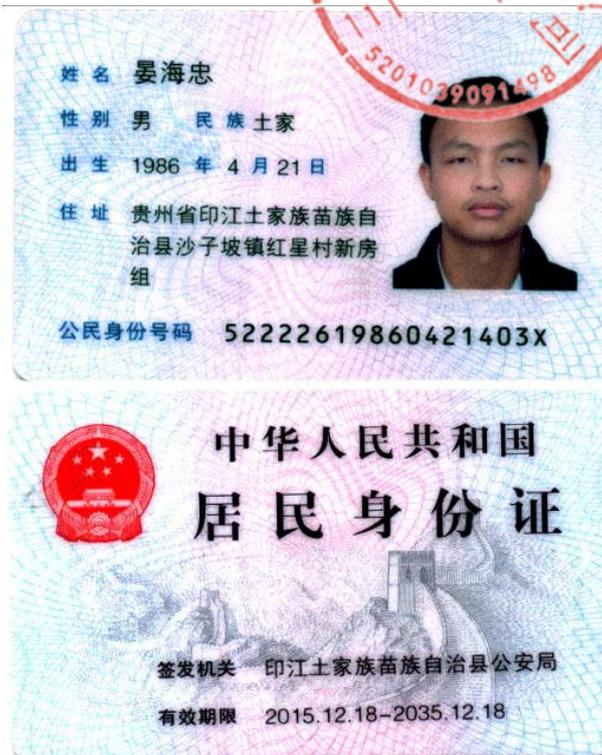 5201039091498
姓名 晏海忠
性别 男 民族 土家
出生 1986 年 4 月 21 日
住址 贵州省印江土家族苗族自
治县沙子坡镇红星村新房
组
公民身份号码 52222619860421403X
中华人民共和国
居民身份证
签发机关 印江土家族苗族自治县公安局
有效期限 2015.12.18-2035.12.18